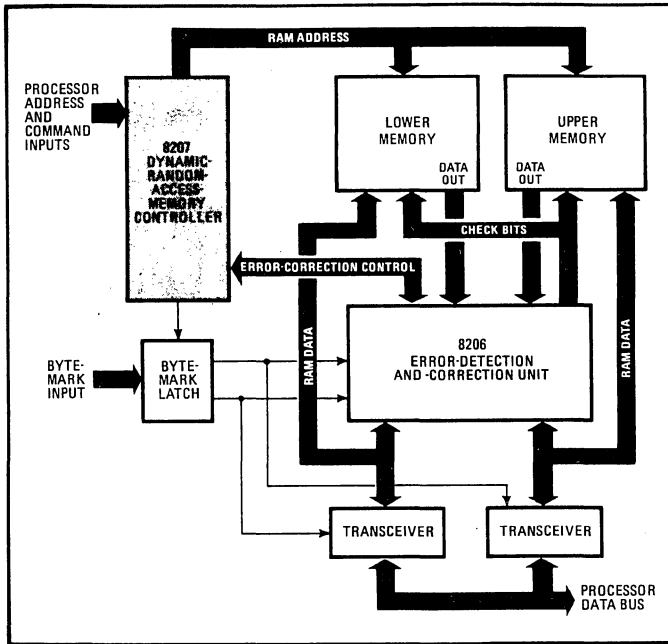 RAM ADDRESS
PROCESSOR
ADDRESS
AND
COMMAND
INPUTS
8207
DYNAMIC-
RANDOM-
ACCESS-
MEMORY
CONTROLLER
LOWER
MEMORY
DATA
OUT
UPPER
MEMORY
DATA
OUT
CHECK BITS
ERROR-CORRECTION CONTROL
RAM DATA
8206
ERROR-DETECTION
AND -CORRECTION UNIT
RAM DATA
BYTE-
MARK
INPUT
BYTE-
MARK
LATCH
TRANSCEIVER
TRANSCEIVER
PROCESSOR
DATA BUS